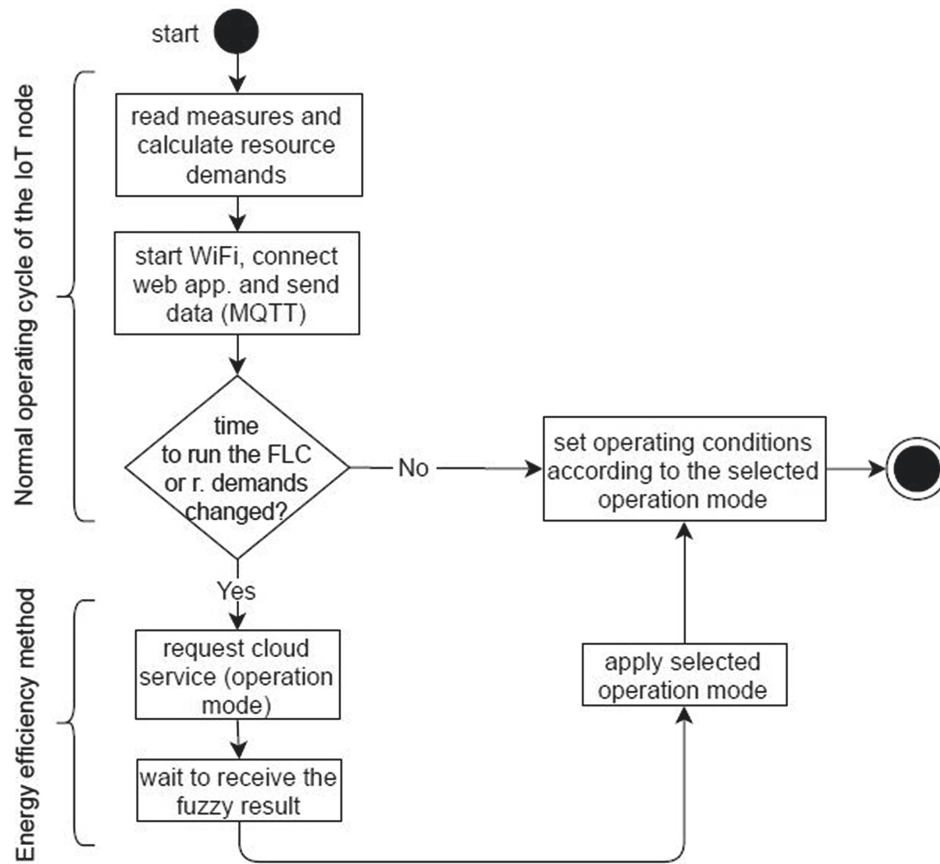 start
Normal operating cycle of the IoT node
read measures and
calculate resource
demands
start WiFi, connect
web app. and send
data (MQTT)
time
to run the FLC
or r. demands
changed?
No
set operating conditions
according to the selected
operation mode
Yes
Energy efficiency method
request cloud
service (operation
mode)
apply selected
operation mode
wait to receive the
fuzzy result